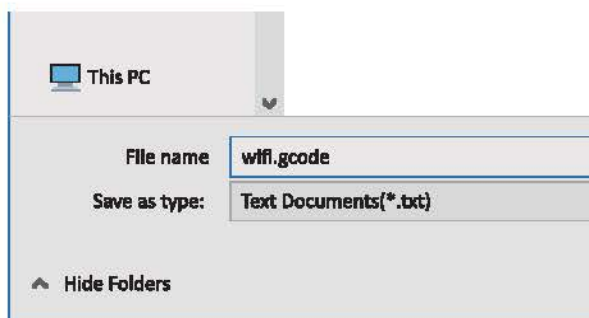 This PC
File name wifi.gcode
Save as type: Text Documents(*.txt)
Hide Folders